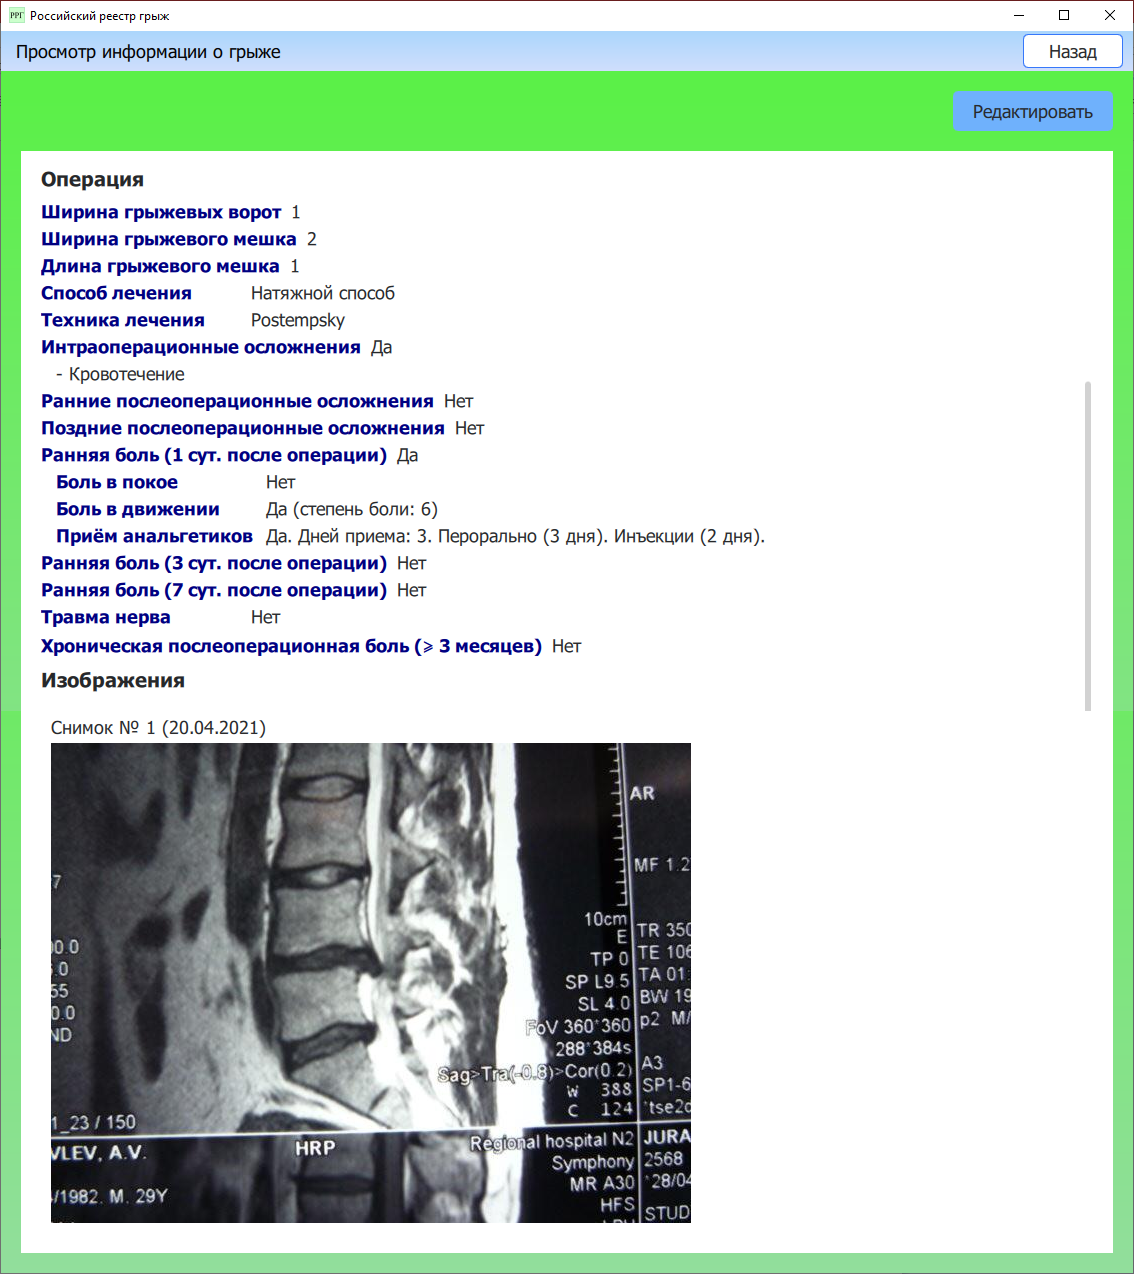 РРГ Российский реестр грыж
Просмотр информации о грыже
Назад
Редактировать
Операция
Ширина грыжевых ворот 1
Ширина грыжевого мешка 2
Длина грыжевого мешка 1
Способ лечения Натяжной способ
Техника лечения Postempsky
Интраоперационные осложнения Да
- Кровотечение
Ранние послеоперационные осложнения Нет
Поздние послеоперационные осложнения Нет
Ранняя боль (1 сут. после операции) Да
Боль в покое Нет
Боль в движении Да (степень боли: 6)
Приём анальгетиков Да. Дней приема: 3. Перорально (3 дня). Инъекции (2 дня).
Ранняя боль (3 сут. после операции) Нет
Ранняя боль (7 сут. после операции) Нет
Травма нерва Нет
Хроническая послеоперационная боль (⩾ 3 месяцев) Нет
Изображения
Снимок № 1 (20.04.2021)
AR
MF 1.2
10cm
E
TP 0
SP L9.5
SL 4.0
FoV 360*360
288*384s
Sag>Tra(-0.8)>Cor(0.2)
W 388
C 124
TR 350
TE 106
TA 01
BW 19
p2 M/
A3
SP1-6
*tse2d
7
00.0
.0
55
0.0
ND
1_23 / 150
VLEV, A.V.
/1982. M. 29Y
HRP
Regional hospital N2
Symphony
MR A30
HFS
JURA
2568
*28/04
STUD